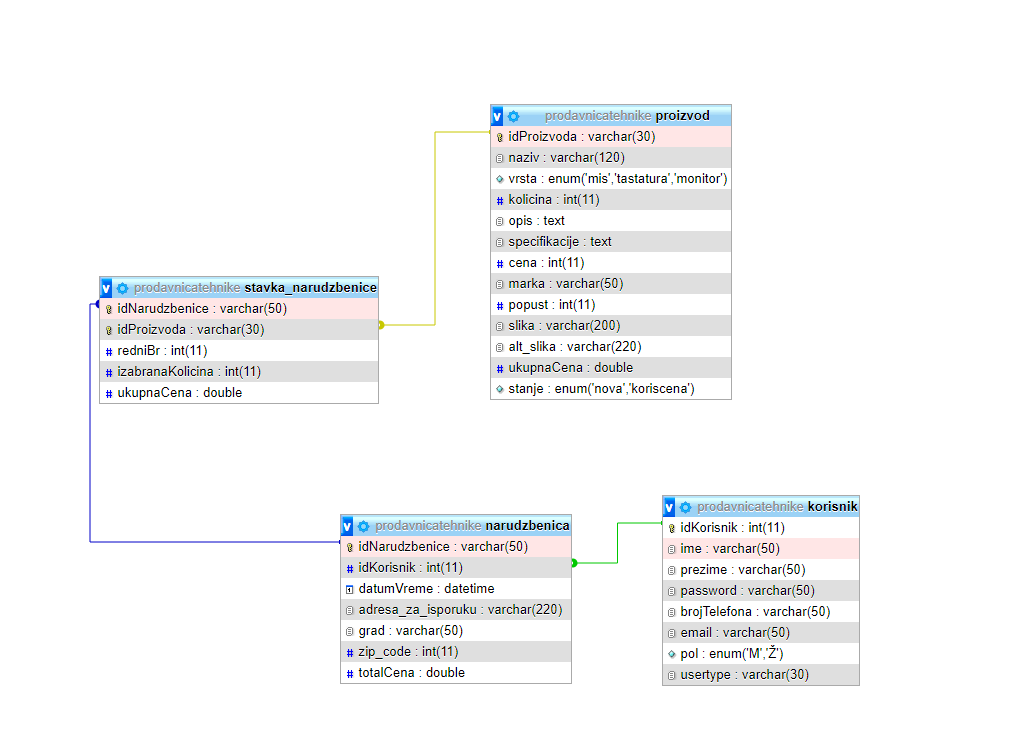 prodavnicatehnike proizvod
idProizvoda : varchar(30)
naziv : varchar(120)
vrsta : enum('mis','tastatura','monitor')
kolicina : int(11)
opis : text
specifikacije : text
cena : int(11)
marka : varchar(50)
popust : int(11)
slika : varchar(200)
alt_slika : varchar(220)
ukupnaCena : double
stanje : enum('nova','koriscena')
prodavnicatehnike stavka_narudzbenice
idNarudzbenice : varchar(50)
idProizvoda : varchar(30)
redniBr : int(11)
izabranaKolicina : int(11)
ukupnaCena : double
prodavnicatehnike narudzbenica
idNarudzbenice : varchar(50)
idKorisnik : int(11)
datumVreme : datetime
adresa_za_isporuku : varchar(220)
grad : varchar(50)
zip_code : int(11)
totalCena : double
prodavnicatehnike korisnik
idKorisnik : int(11)
ime : varchar(50)
prezime : varchar(50)
password : varchar(50)
brojTelefona : varchar(50)
email : varchar(50)
pol : enum('M','Ž')
usertype : varchar(30)